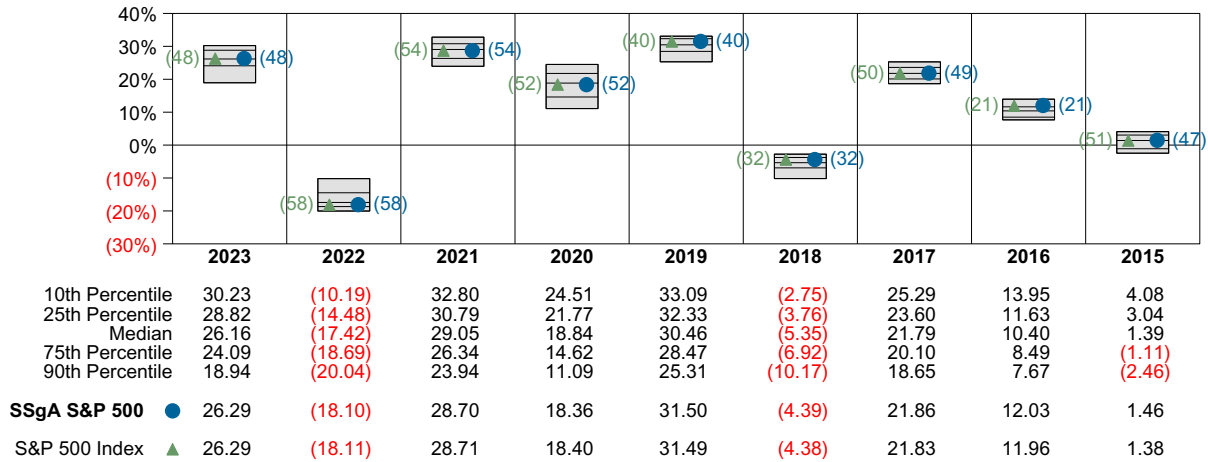 40%
30%
20%
10%
0%
(10%)
(20%)
(30%)
(48) (48)
(58) (58)
(54) (54)
(52) (52)
(40) (40)
(32) (32)
(50) (49)
(21) (21)
(51) (47)
2023 2022 2021 2020 2019 2018 2017 2016 2015
10th Percentile 30.23 (10.19) 32.80 24.51 33.09 (2.75) 25.29 13.95 4.08
25th Percentile 28.82 (14.48) 30.79 21.77 32.33 (3.76) 23.60 11.63 3.04
Median 26.16 (17.42) 29.05 18.84 30.46 (5.35) 21.79 10.40 1.39
75th Percentile 24.09 (18.69) 26.34 14.62 28.47 (6.92) 20.10 8.49 (1.11)
90th Percentile 18.94 (20.04) 23.94 11.09 25.31 (10.17) 18.65 7.67 (2.46)
SSgA S&P 500 26.29 (18.10) 28.70 18.36 31.50 (4.39) 21.86 12.03 1.46
S&P 500 Index 26.29 (18.11) 28.71 18.40 31.49 (4.38) 21.83 11.96 1.38